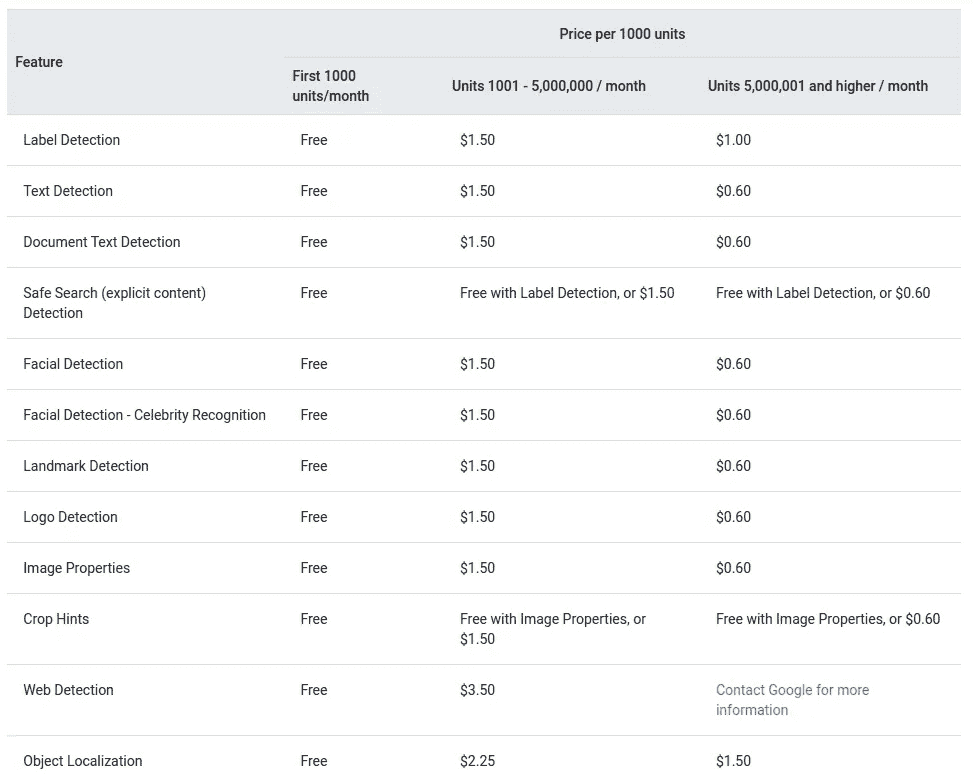 Price per 1000 units
Feature
First 1000
units/month
Units 1001 - 5,000,000 / month
Units 5,000,001 and higher / month
Label Detection Free $1.50 $1.00
Text Detection Free $1.50 $0.60
Document Text Detection Free $1.50 $0.60
Safe Search (explicit content) Free Free with Label Detection, or $1.50 Free with Label Detection, or $0.60
Detection
Facial Detection Free $1.50 $0.60
Facial Detection - Celebrity Recognition Free $1.50 $0.60
Landmark Detection Free $1.50 $0.60
Logo Detection Free $1.50 $0.60
Image Properties Free $1.50 $0.60
Crop Hints Free Free with Image Properties, or Free with Image Properties, or $0.60
$1.50
Web Detection Free $3.50 Contact Google for more
information
Object Localization Free $2.25 $1.50